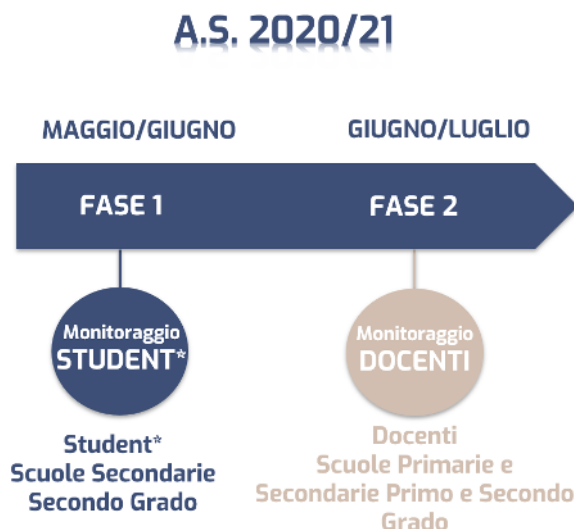 A.S. 2020/21
MAGGIO/GIUGNO
GIUGNO/LUGLIO
FASE 1
FASE 2
Monitoraggio
STUDENT*
Monitoraggio
DOCENTI
Student*
Scuole Secondarie
Secondo Grado
Docenti
Scuole Primarie e
Secondarie Primo e Secondo
Grado